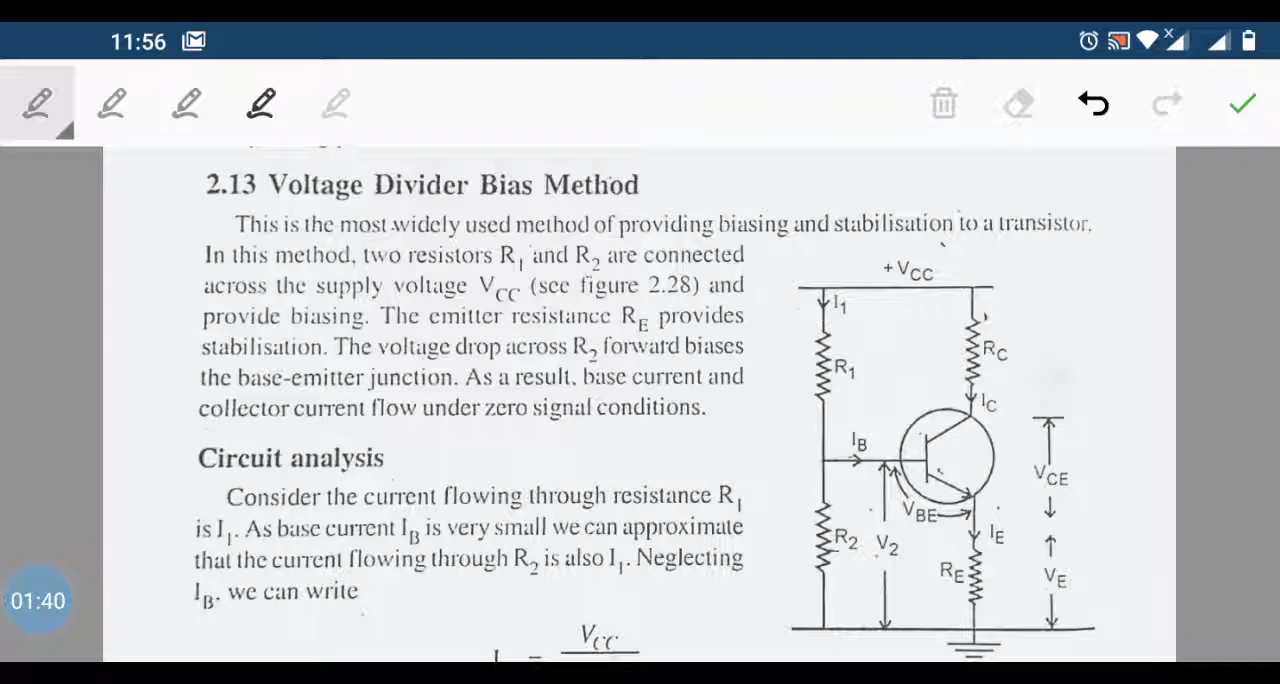 11:56
2.13 Voltage Divider Bias Method
This is the most widely used method of providing biasing and stabilisation to a transistor.
In this method, two resistors R1 and R2 are connected
across the supply voltage VCC (see figure 2.28) and
provide biasing. The emitter resistance RE provides
stabilisation. The voltage drop across R2 forward biases
the base-emitter junction. As a result, base current and
collector current flow under zero signal conditions.
Circuit analysis
Consider the current flowing through resistance R1
is I1. As base current IB is very small we can approximate
that the current flowing through R2 is also I1. Neglecting
IB, we can write
VCC
+VCC
I1
R1
RC
IC
IB
VCE
VBE
R2
V2
IE
RE
VE
01:40